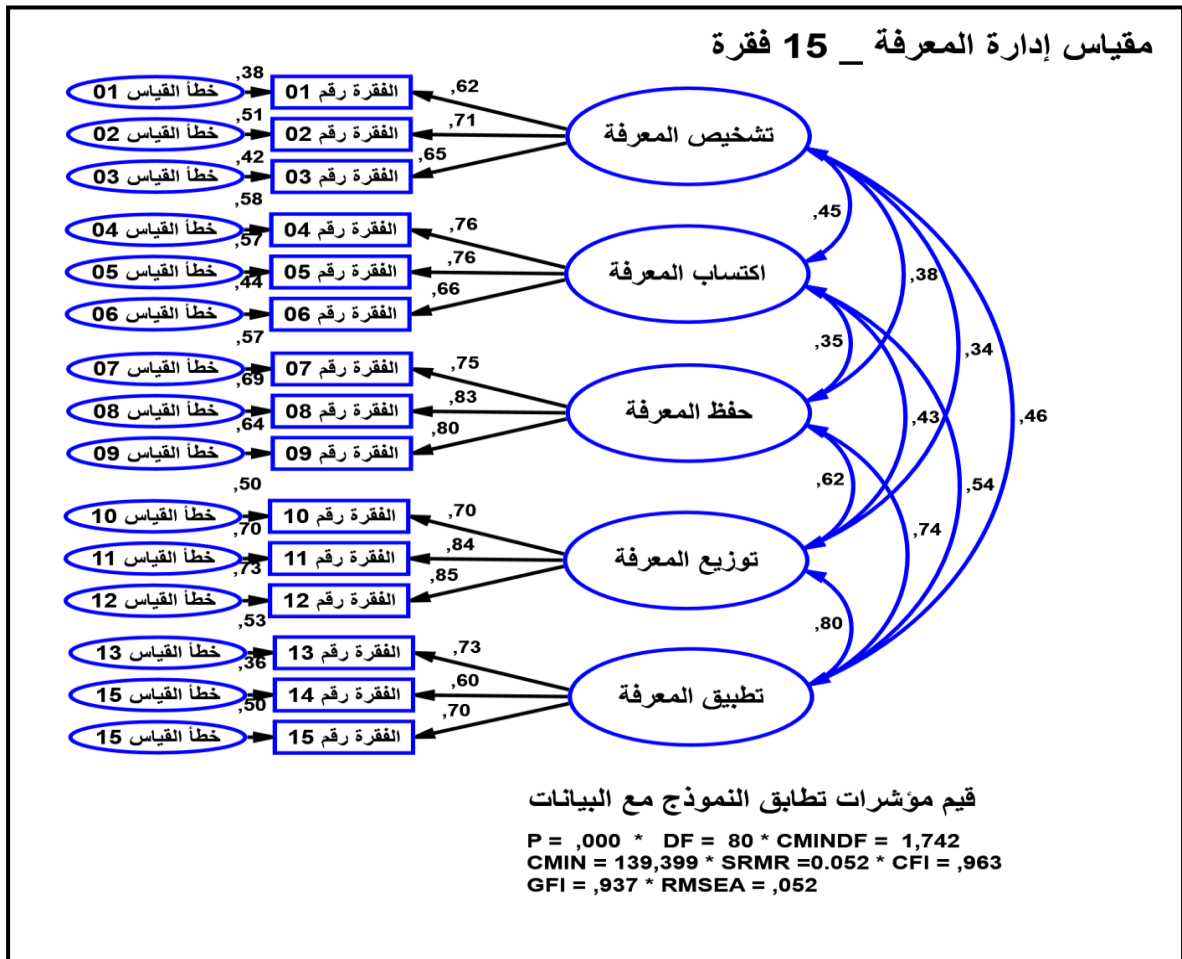 مقياس إدارة المعرفة _ 15 فقرة
,38
خطأ القياس 01
الفقرة رقم 01
,62
,51
خطأ القياس 02
الفقرة رقم 02
,71
تشخيص المعرفة
,42
خطأ القياس 03
الفقرة رقم 03
,65
,58
خطأ القياس 04
الفقرة رقم 04
,76
,57
خطأ القياس 05
الفقرة رقم 05
,76
اكتساب المعرفة
,44
خطأ القياس 06
الفقرة رقم 06
,66
,57
خطأ القياس 07
الفقرة رقم 07
,75
,69
خطأ القياس 08
الفقرة رقم 08
,83
حفظ المعرفة
,64
خطأ القياس 09
الفقرة رقم 09
,80
,50
خطأ القياس 10
الفقرة رقم 10
,70
,70
خطأ القياس 11
الفقرة رقم 11
,84
توزيع المعرفة
,73
خطأ القياس 12
الفقرة رقم 12
,85
,53
خطأ القياس 13
الفقرة رقم 13
,73
,36
خطأ القياس 15
الفقرة رقم 14
,60
تطبيق المعرفة
,50
خطأ القياس 15
الفقرة رقم 15
,70
,45
,38
,35
,34
,43
,46
,62
,54
,74
,80
قيم مؤشرات تطابق النموذج مع البيانات
P = ,000 * DF = 80 * CMINDF = 1,742
CMIN = 139,399 * SRMR =0.052 * CFI = ,963
GFI = ,937 * RMSEA = ,052